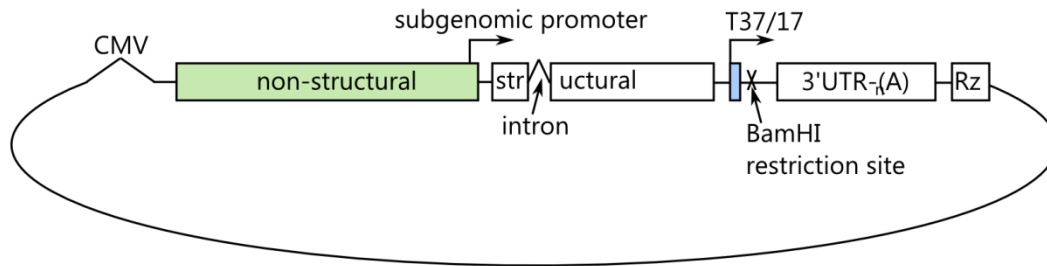 subgenomic promoter
T37/17
CMV
non-structural
str
uctural
3'UTR-n(A)
Rz
intron
BamHI
restriction site